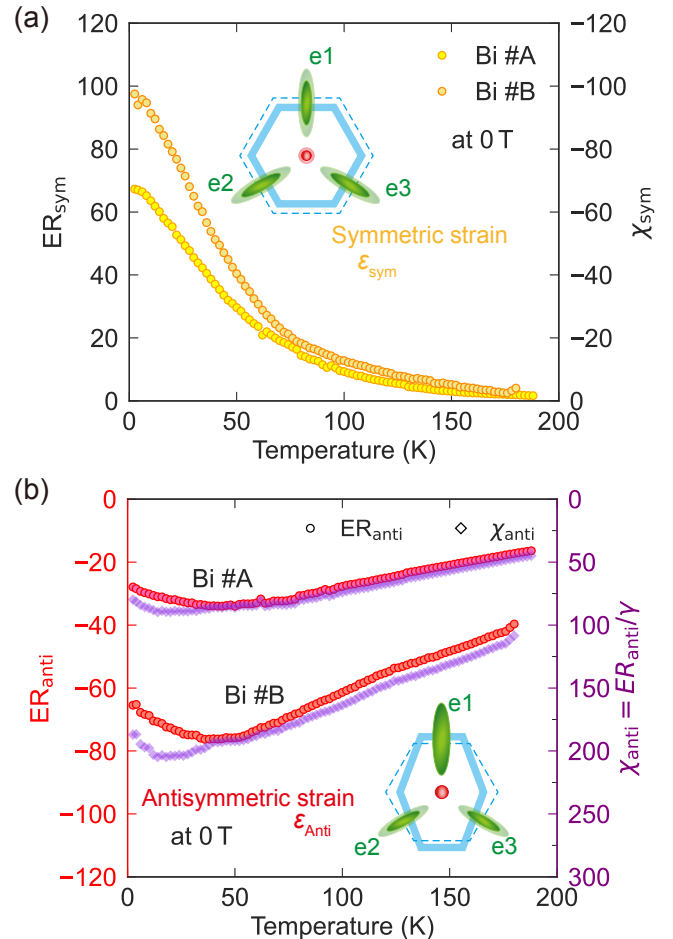 (a)
120
100
80
60
40
20
0
ER_sym
−120
−100
−80
−60
−40
−20
0
χ_sym
e1
e2
e3
Bi #A
Bi #B
at 0 T
Symmetric strain
ε_sym
0
50
100
150
200
Temperature (K)
(b)
0
−20
−40
−60
−80
−100
−120
ER_anti
0
50
100
150
200
250
300
χ_anti = ER_anti/γ
ER_anti
χ_anti
Bi #A
Bi #B
e1
e2
e3
Antisymmetric strain
ε_Anti
at 0 T
0
50
100
150
200
Temperature (K)